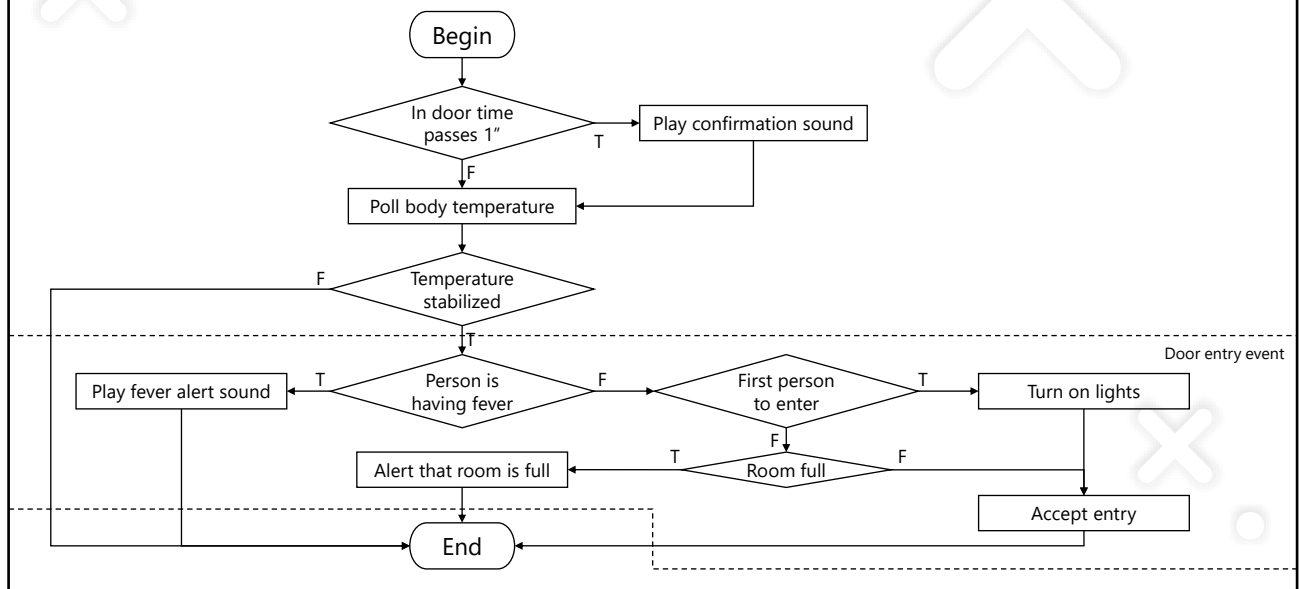 Begin
In door time
passes 1”
T
Play confirmation sound
F
Poll body temperature
F
Temperature
stabilized
T
Door entry event
Play fever alert sound
T
Person is
having fever
F
First person
to enter
T
Turn on lights
F
Alert that room is full
T
Room full
F
Accept entry
End